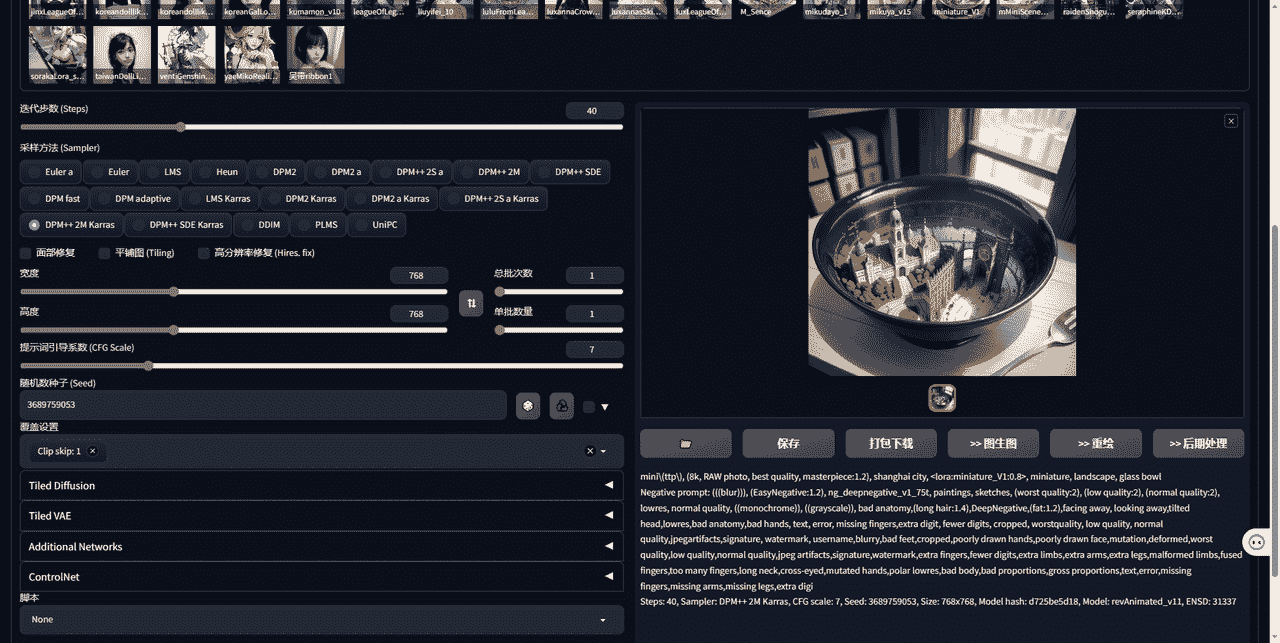 jinxLeagueOf... koreandollik... koreandollik... koreanGalLo... kumamon_v10 leagueOfLeg... liuyifei_10 luluFromLea... luxannaCrow... luxannasSki... luxLeagueOf... M_Sence mikudayo_1 mikuya_v15 miniature_V1 mMiniScene... raidenShogu... seraphineKD...
sorakaLora_s... taiwanDollLi... ventiGenshin... yaeMikoReali... 吴带ribbon1
迭代步数 (Steps) 40
采样方法 (Sampler)
Euler a Euler LMS Heun DPM2 DPM2 a DPM++ 2S a DPM++ 2M DPM++ SDE
DPM fast DPM adaptive LMS Karras DPM2 Karras DPM2 a Karras DPM++ 2S a Karras
DPM++ 2M Karras DPM++ SDE Karras DDIM PLMS UniPC
面部修复 平铺图 (Tiling) 高分辨率修复 (Hires. fix)
宽度 768 总批次数 1
高度 768 单批数量 1
提示词引导系数 (CFG Scale) 7
随机数种子 (Seed)
3689759053
覆盖设置
Clip skip: 1
Tiled Diffusion
Tiled VAE
Additional Networks
ControlNet
脚本
None
保存 打包下载 >> 图生图 >> 重绘 >> 后期处理
mini\(ttp\), (8k, RAW photo, best quality, masterpiece:1.2), shanghai city, <lora:miniature_V1:0.8>, miniature, landscape, glass bowl
Negative prompt: (((blur))), (EasyNegative:1.2), ng_deepnegative_v1_75t, paintings, sketches, (worst quality:2), (low quality:2), (normal quality:2),
lowres, normal quality, ((monochrome)), ((grayscale)), bad anatomy,(long hair:1.4),DeepNegative,(fat:1.2),facing away, looking away,tilted
head,lowres,bad anatomy,bad hands, text, error, missing fingers,extra digit, fewer digits, cropped, worstquality, low quality, normal
quality,jpegartifacts,signature, watermark, username,blurry,bad feet,cropped,poorly drawn hands,poorly drawn face,mutation,deformed,worst
quality,low quality,normal quality,jpeg artifacts,signature,watermark,extra fingers,fewer digits,extra limbs,extra arms,extra legs,malformed limbs,fused
fingers,too many fingers,long neck,cross-eyed,mutated hands,polar lowres,bad body,bad proportions,gross proportions,text,error,missing
fingers,missing arms,missing legs,extra digi
Steps: 40, Sampler: DPM++ 2M Karras, CFG scale: 7, Seed: 3689759053, Size: 768x768, Model hash: d725be5d18, Model: revAnimated_v11, ENSD: 31337